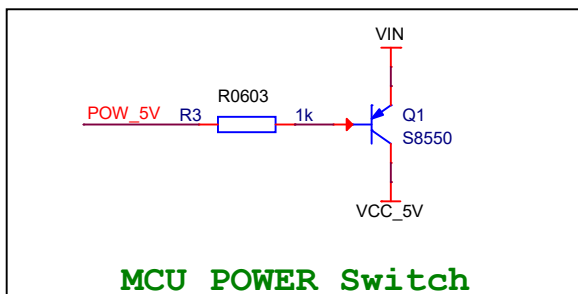 VIN
R0603
POW_5V R3 1k Q1
S8550
VCC_5V
MCU POWER Switch